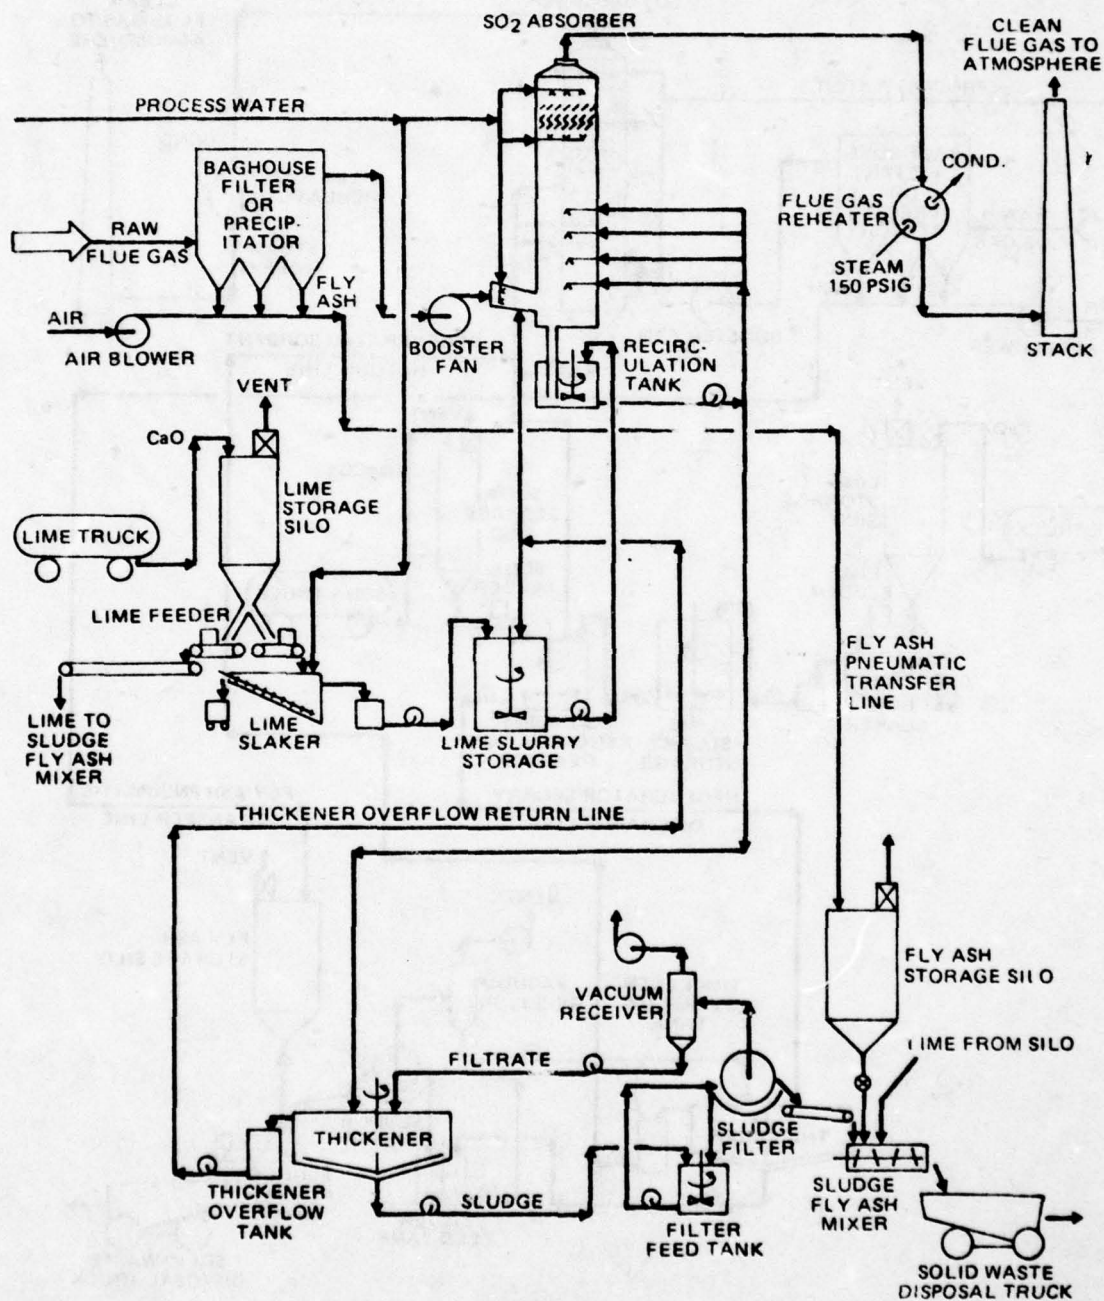 SO2 ABSORBER
CLEAN
FLUE GAS TO
ATMOSPHERE
PROCESS WATER
BAGHOUSE
FILTER
OR
PRECIP-
ITATOR
COND.
FLUE GAS
REHEATER
RAW
FLUE GAS
FLY
ASH
STEAM
150 PSIG
AIR
AIR BLOWER
BOOSTER
FAN
RECIRC-
ULATION
TANK
STACK
VENT
CaO
LIME
STORAGE
SILO
LIME TRUCK
LIME FEEDER
FLY ASH
PNEUMATIC
TRANSFER
LINE
LIME TO
SLUDGE
FLY ASH
MIXER
LIME
SLAKER
LIME SLURRY
STORAGE
THICKENER OVERFLOW RETURN LINE
FLY ASH
STORAGE SILO
VACUUM
RECEIVER
LIME FROM SILO
FILTRATE
THICKENER
SLUDGE
FILTER
THICKENER
OVERFLOW
TANK
SLUDGE
FILTER
FEED TANK
SLUDGE
FLY ASH
MIXER
SOLID WASTE
DISPOSAL TRUCK